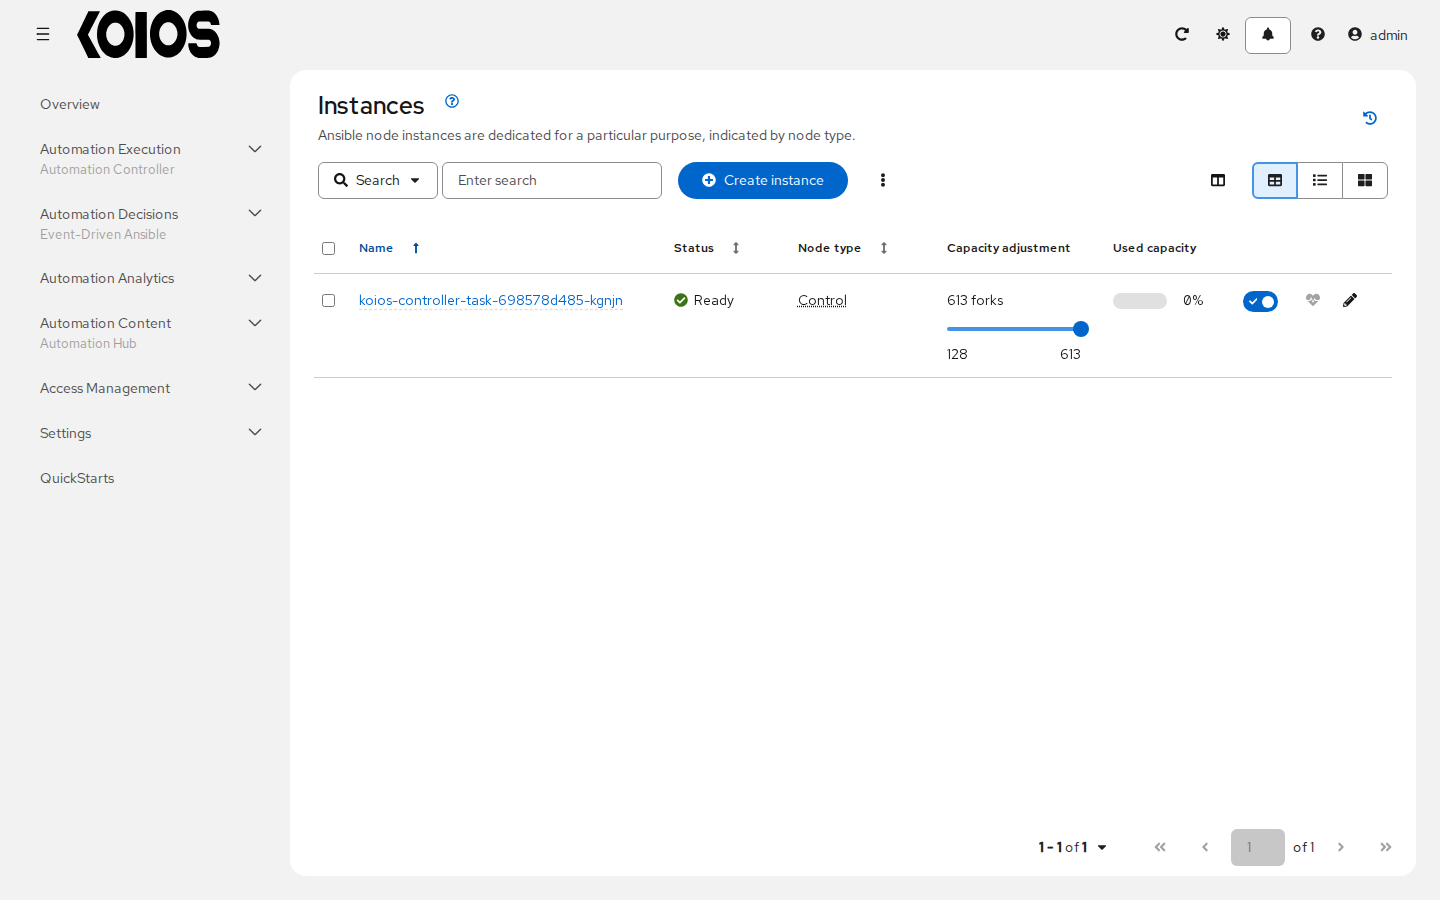 KOIOS
admin
Overview
Automation Execution
Automation Controller
Automation Decisions
Event-Driven Ansible
Automation Analytics
Automation Content
Automation Hub
Access Management
Settings
QuickStarts
Instances
Ansible node instances are dedicated for a particular purpose, indicated by node type.
Search
Enter search
Create instance
Name Status Node type Capacity adjustment Used capacity
koios-controller-task-698578d485-kgnjn Ready Control 613 forks 0%
128 613
1 - 1 of 1 1 of 1